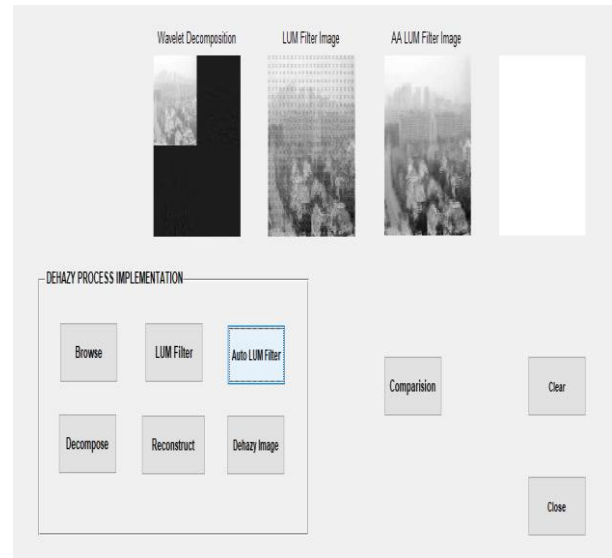 Wavelet Decomposition LUM Filter Image AA LUM Filter Image
DEHAZY PROCESS IMPLEMENTATION
Browse LUM Filter Auto LUM Filter
Comparision Clear
Decompose Reconstruct Dehazy Image
Close